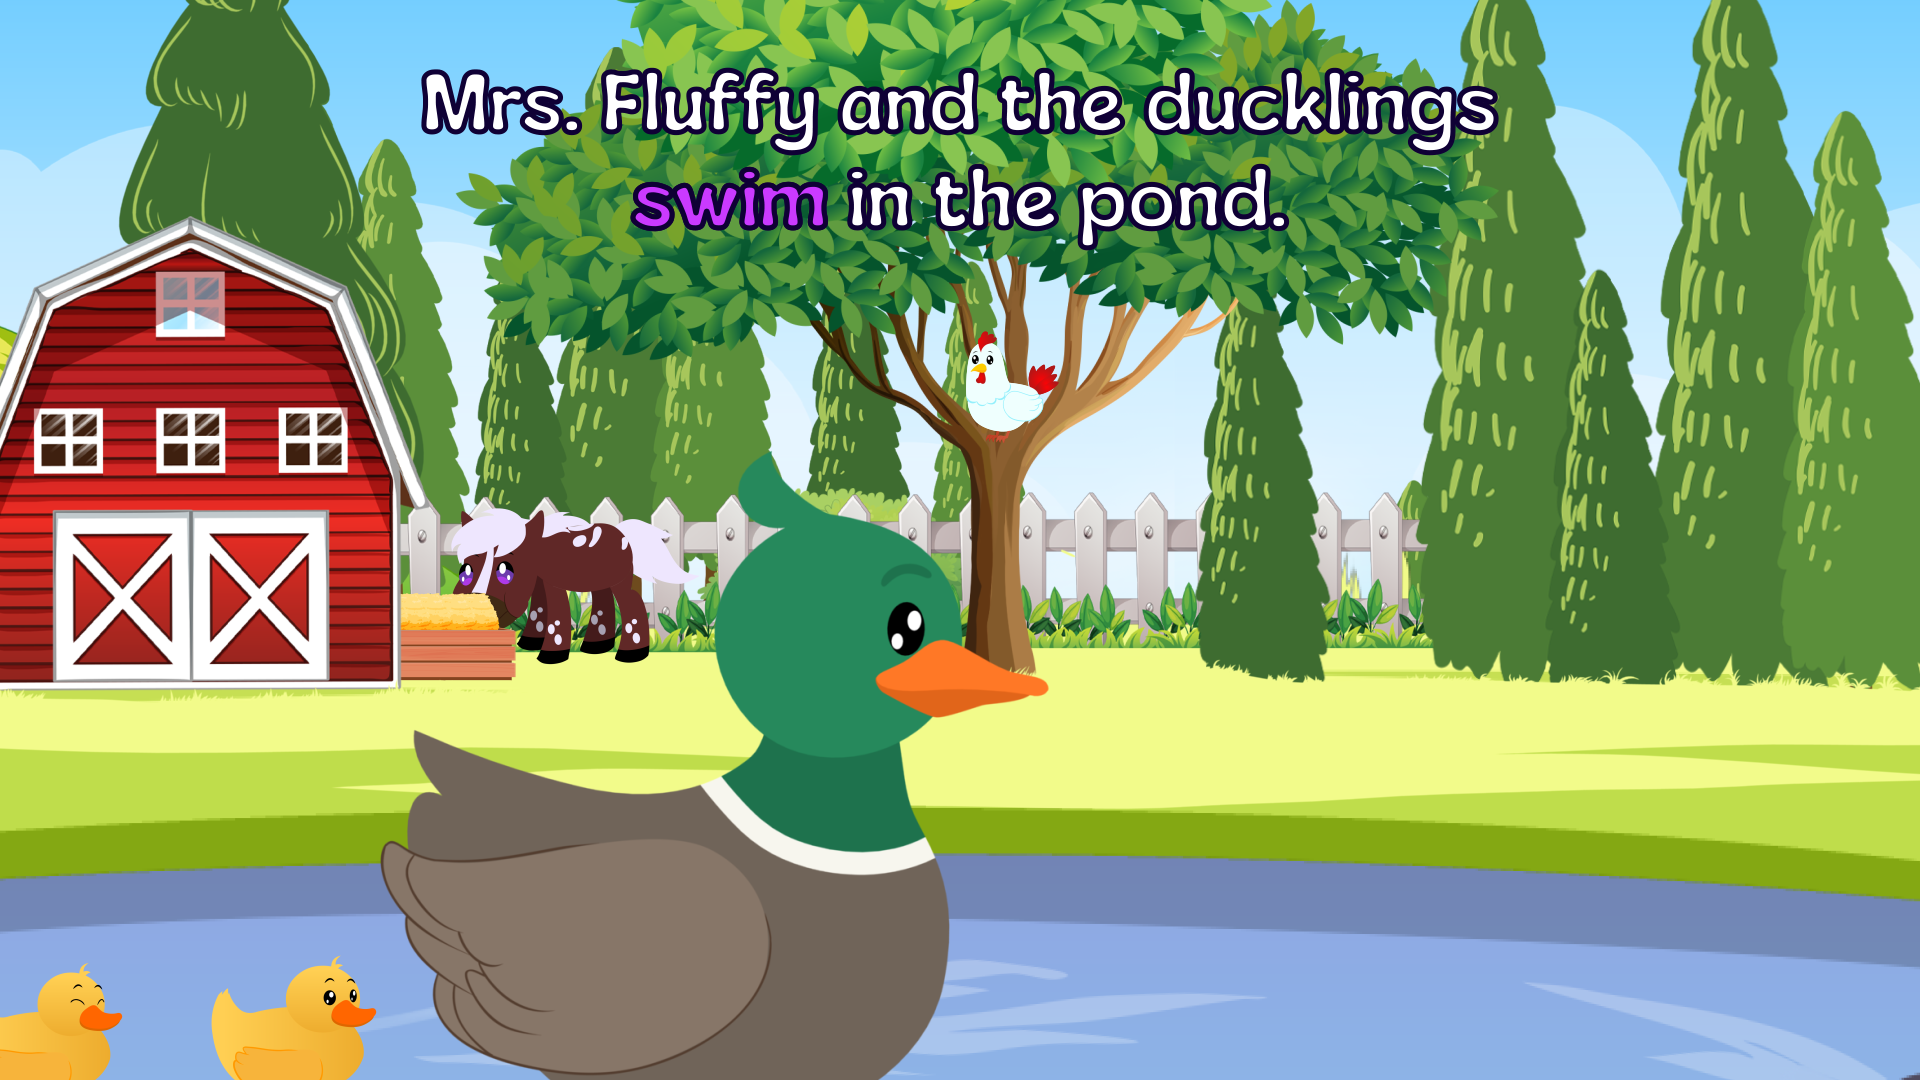 Mrs. Fluffy and the ducklings
swim in the pond.